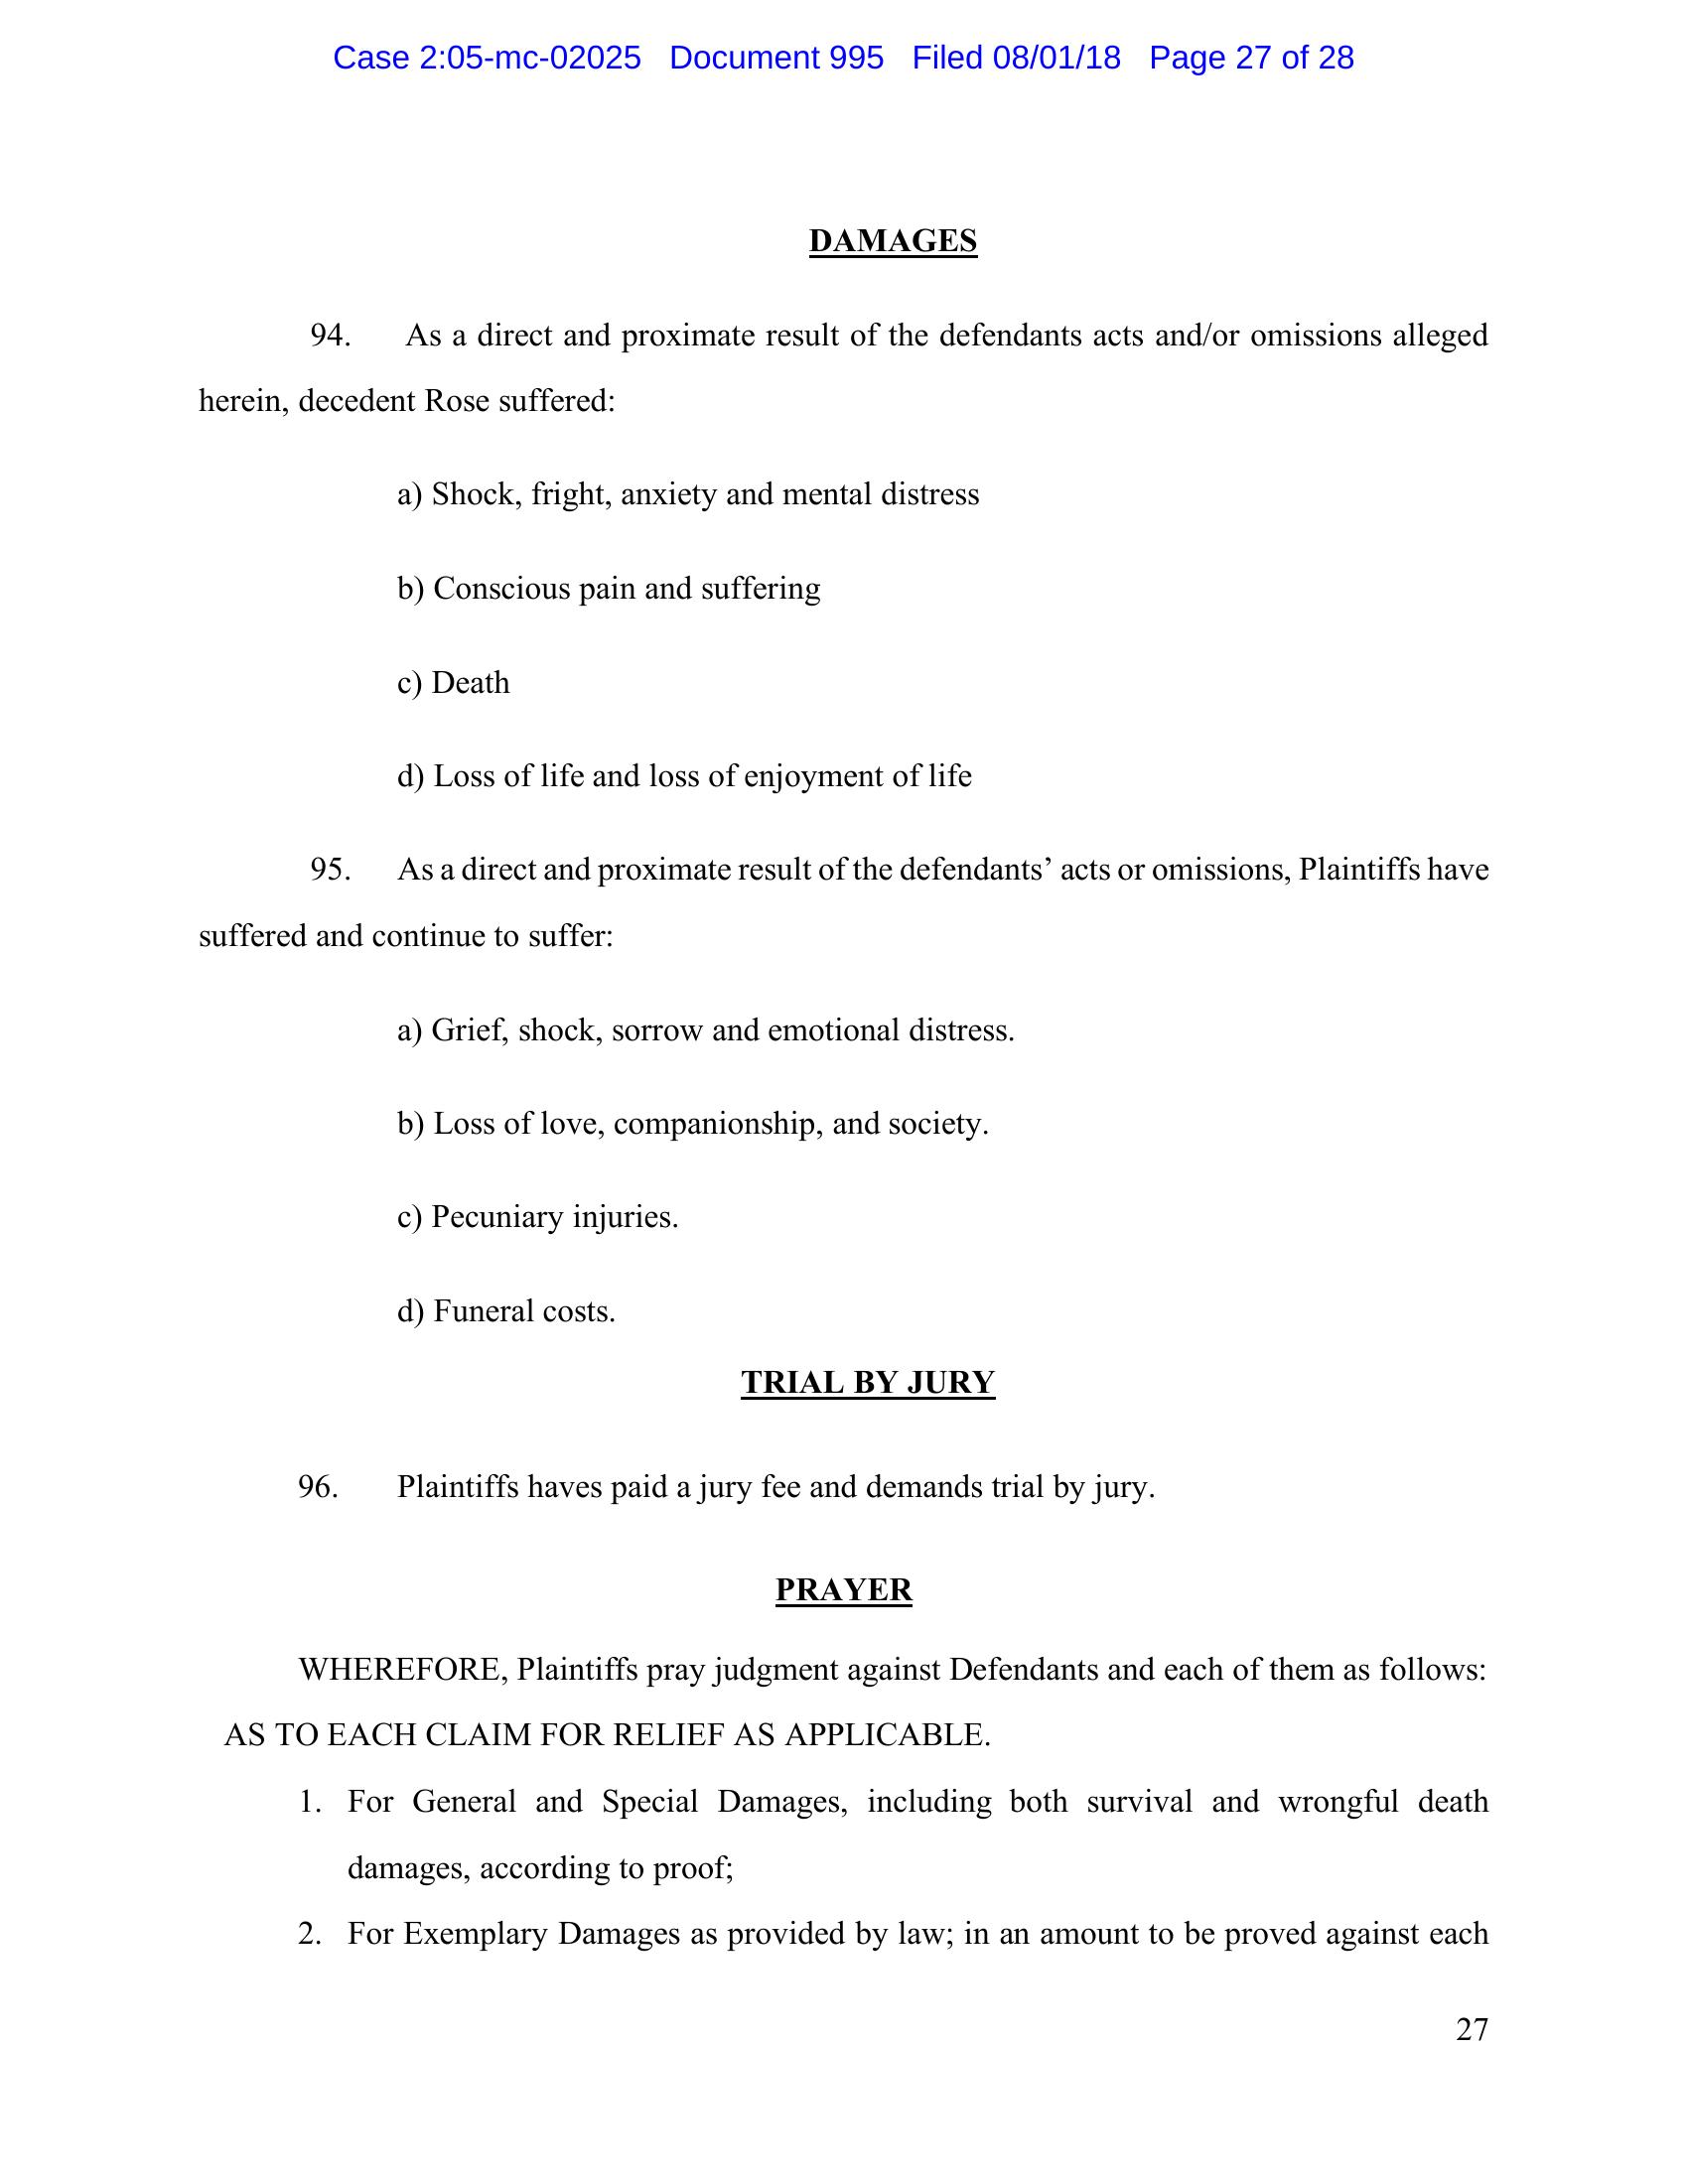 Case 2:05-mc-02025 Document 995 Filed 08/01/18 Page 27 of 28
DAMAGES
94. As a direct and proximate result of the defendants acts and/or omissions alleged
herein, decedent Rose suffered:
a) Shock, fright, anxiety and mental distress
b) Conscious pain and suffering
c) Death
d) Loss of life and loss of enjoyment of life
95. As a direct and proximate result of the defendants’ acts or omissions, Plaintiffs have
suffered and continue to suffer:
a) Grief, shock, sorrow and emotional distress.
b) Loss of love, companionship, and society.
c) Pecuniary injuries.
d) Funeral costs.
TRIAL BY JURY
96. Plaintiffs haves paid a jury fee and demands trial by jury.
PRAYER
WHEREFORE, Plaintiffs pray judgment against Defendants and each of them as follows:
AS TO EACH CLAIM FOR RELIEF AS APPLICABLE.
1. For General and Special Damages, including both survival and wrongful death
damages, according to proof;
2. For Exemplary Damages as provided by law; in an amount to be proved against each
27